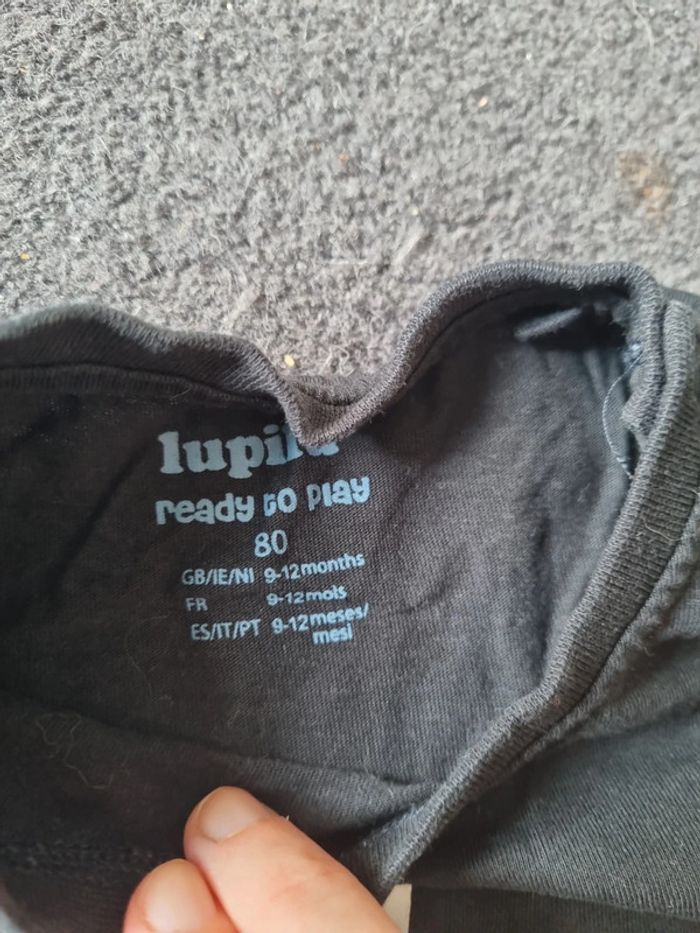 lupilu
ready to play
80
GB/IE/NI 9-12months
FR 9-12mois
ES/IT/PT 9-12meses/
mesi